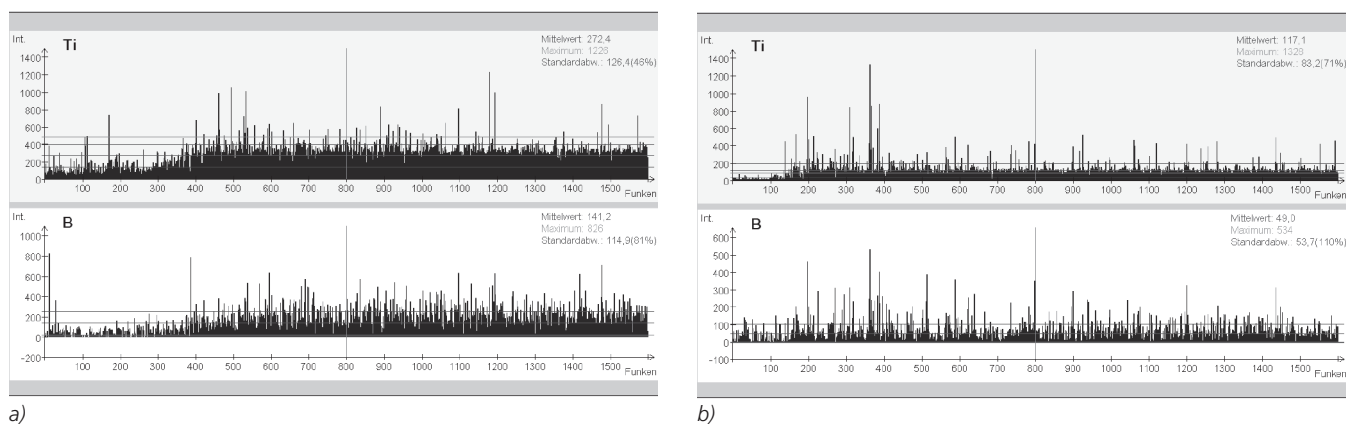 Int.
Ti
Mittelwert: 272,4
Maximum: 1226
Standardabw.: 126,4(46%)
1400
1200
1000
800
600
400
200
0
100 200 300 400 500 600 700 800 900 1000 1100 1200 1300 1400 1500
Funken
Int.
B
Mittelwert: 141,2
Maximum: 826
Standardabw.: 114,9(81%)
1000
800
600
400
200
0
-200
100 200 300 400 500 600 700 800 900 1000 1100 1200 1300 1400 1500
Funken
a)
Int.
Ti
Mittelwert: 117,1
Maximum: 1328
Standardabw.: 83,2(71%)
1400
1200
1000
800
600
400
200
0
100 200 300 400 500 600 700 800 900 1000 1100 1200 1300 1400 1500
Funken
Int.
B
Mittelwert: 49,0
Maximum: 534
Standardabw.: 53,7(110%)
600
500
400
300
200
100
0
-100
100 200 300 400 500 600 700 800 900 1000 1100 1200 1300 1400 1500
Funken
b)